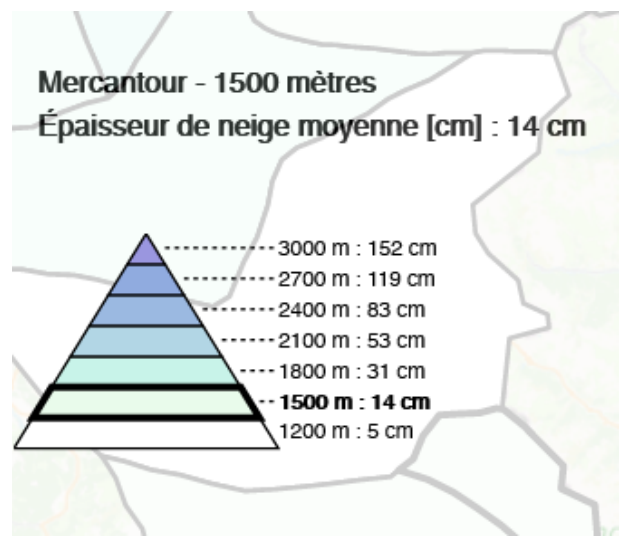 Mercantour - 1500 mètres
Épaisseur de neige moyenne [cm] : 14 cm
3000 m : 152 cm
2700 m : 119 cm
2400 m : 83 cm
2100 m : 53 cm
1800 m : 31 cm
1500 m : 14 cm
1200 m : 5 cm